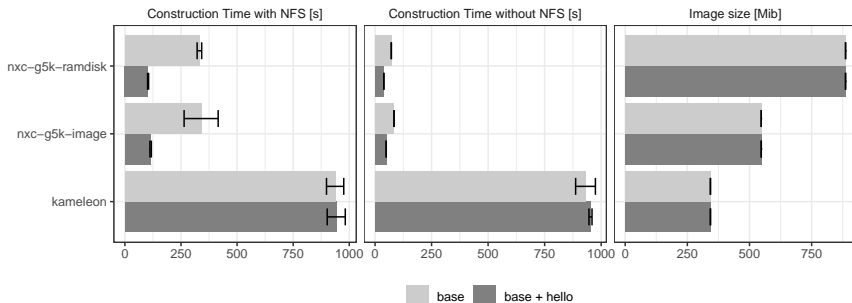 Construction Time with NFS [s] Construction Time without NFS [s] Image size [Mib]
nxc−g5k−ramdisk
nxc−g5k−image
kameleon
0 250 500 750 1000 0 250 500 750 1000 0 250 500 750
base base + hello